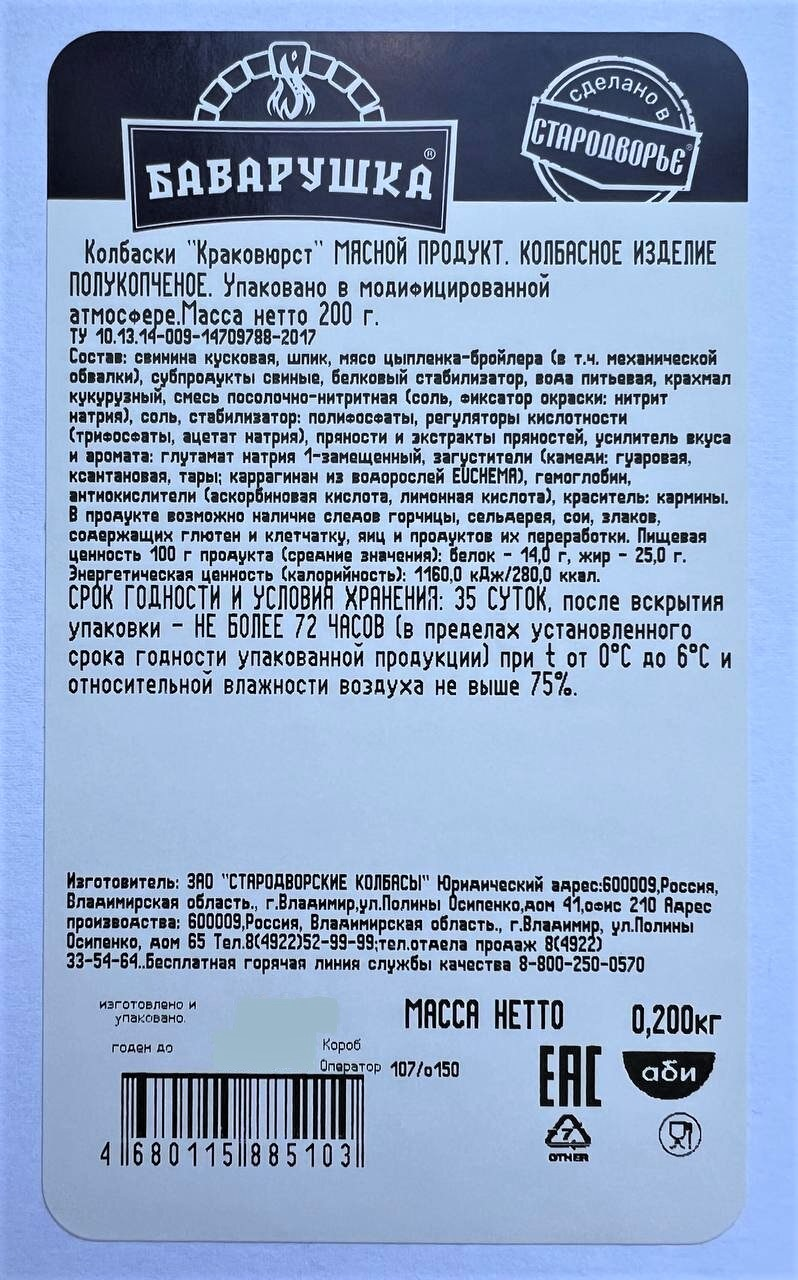 сделано в
СТАРОДВОРЬЕ®
БАВАРУШКА®
Колбаски "Краковюрст" МЯСНОЙ ПРОДУКТ. КОЛБАСНОЕ ИЗДЕЛИЕ
ПОЛУКОПЧЕНОЕ. Упаковано в модифицированной
атмосфере.Масса нетто 200 г.
ТУ 10.13.14-009-14709788-2017
Состав: свинина кусковая, шпик, мясо цыпленка-бройлера (в т.ч. механической
обвалки), субпродукты свиные, белковый стабилизатор, вода питьевая, крахмал
кукурузный, смесь посолочно-нитритная (соль, фиксатор окраски: нитрит
натрия), соль, стабилизатор: полифосфаты, регуляторы кислотности
(трифосфаты, ацетат натрия), пряности и экстракты пряностей, усилитель вкуса
и аромата: глутамат натрия 1-замещенный, загустители (камеди: гуаровая,
ксантановая, тары; каррагинан из водорослей EUCHEMA), гемоглобин,
антиокислители (аскорбиновая кислота, лимонная кислота), краситель: кармины.
В продукте возможно наличие следов горчицы, сельдерея, сои, злаков,
содержащих глютен и клетчатку, яиц и продуктов их переработки. Пищевая
ценность 100 г продукта (средние значения): белок - 14,0 г, жир - 25,0 г.
Энергетическая ценность (калорийность): 1160,0 кДж/280,0 ккал.
СРОК ГОДНОСТИ И УСЛОВИЯ ХРАНЕНИЯ: 35 СУТОК, после вскрытия
упаковки - НЕ БОЛЕЕ 72 ЧАСОВ (в пределах установленного
срока годности упакованной продукции) при t от 0°С до 6°С и
относительной влажности воздуха не выше 75%.
Изготовитель: ЗАО "СТАРОДВОРСКИЕ КОЛБАСЫ" Юридический адрес:600009,Россия,
Владимирская область., г.Владимир,ул.Полины Осипенко,дом 41,офис 210 Адрес
производства: 600009,Россия, Владимирская область., г.Владимир, ул.Полины
Осипенко, дом 65 Тел.8(4922)52-99-99;тел.отдела продаж 8(4922)
33-54-64..Бесплатная горячая линия службы качества 8-800-250-0570
изготовлено и
упаковано.
МАССА НЕТТО 0,200кг
годен до
Короб
Оператор 107/о150
ЕАС
аби
7
OTHER
4 680115 885103